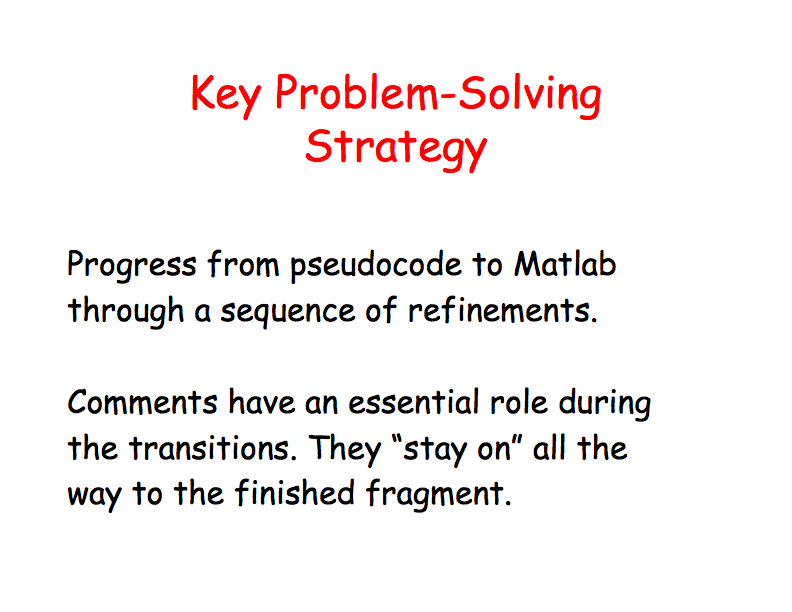 Key Problem-Solving
Strategy
Progress from pseudocode to Matlab
through a sequence of refinements.
Comments have an essential role during
the transitions. They “stay on” all the
way to the finished fragment.